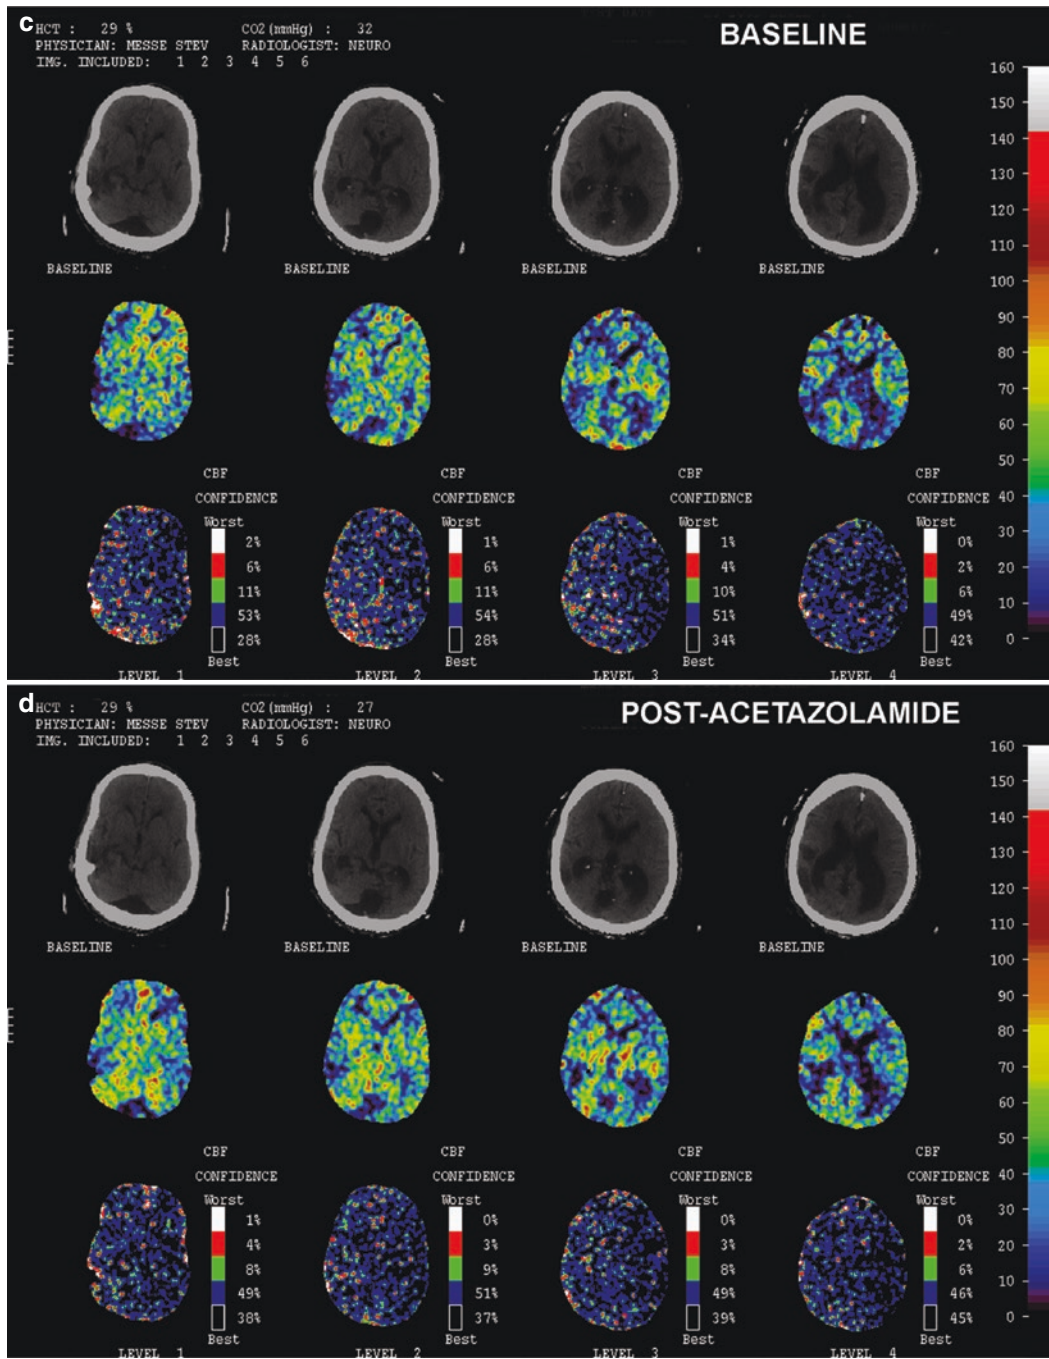 c
HCT : 29 % CO2(mmHg) : 32
BASELINE
PHYSICIAN: MESSE STEV RADIOLOGIST: NEURO
IMG. INCLUDED: 1 2 3 4 5 6
160
150
140
130
120
110
100
90
80
70
60
50
40
30
20
10
0
BASELINE BASELINE BASELINE BASELINE
CBF CBF CBF CBF
CONFIDENCE CONFIDENCE CONFIDENCE CONFIDENCE
Worst Worst Worst Worst
2% 1% 1% 0%
6% 6% 4% 2%
11% 11% 10% 6%
53% 54% 51% 49%
28% 28% 34% 42%
Best Best Best Best
LEVEL 1 LEVEL 2 LEVEL 3 LEVEL 4
d
HCT : 29 % CO2(mmHg) : 27
POST-ACETAZOLAMIDE
PHYSICIAN: MESSE STEV RADIOLOGIST: NEURO
IMG. INCLUDED: 1 2 3 4 5 6
160
150
140
130
120
110
100
90
80
70
60
50
40
30
20
10
0
BASELINE BASELINE BASELINE BASELINE
CBF CBF CBF CBF
CONFIDENCE CONFIDENCE CONFIDENCE CONFIDENCE
Worst Worst Worst Worst
1% 0% 0% 0%
4% 3% 3% 2%
8% 9% 8% 6%
49% 51% 49% 46%
38% 37% 39% 45%
Best Best Best Best
LEVEL 1 LEVEL 2 LEVEL 3 LEVEL 4